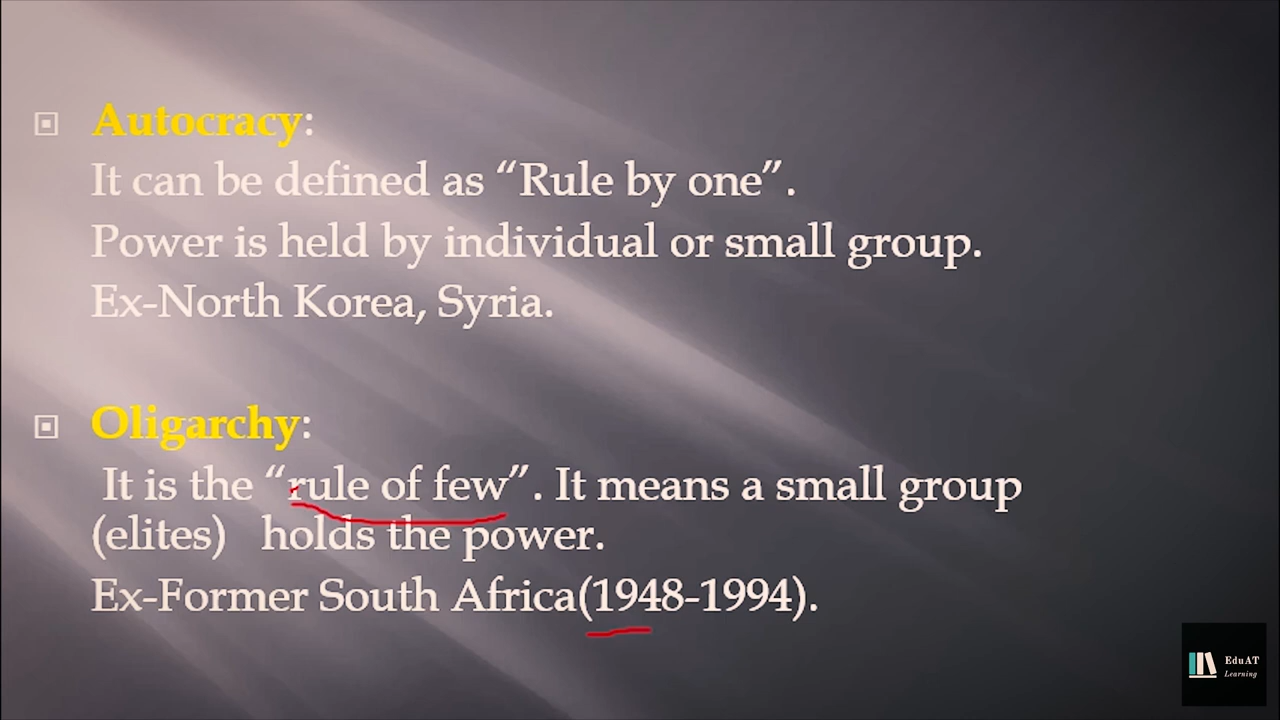 Autocracy:
It can be defined as “Rule by one”.
Power is held by individual or small group.
Ex-North Korea, Syria.
Oligarchy:
It is the “rule of few”. It means a small group
(elites) holds the power.
Ex-Former South Africa(1948-1994).
EduAT
Learning